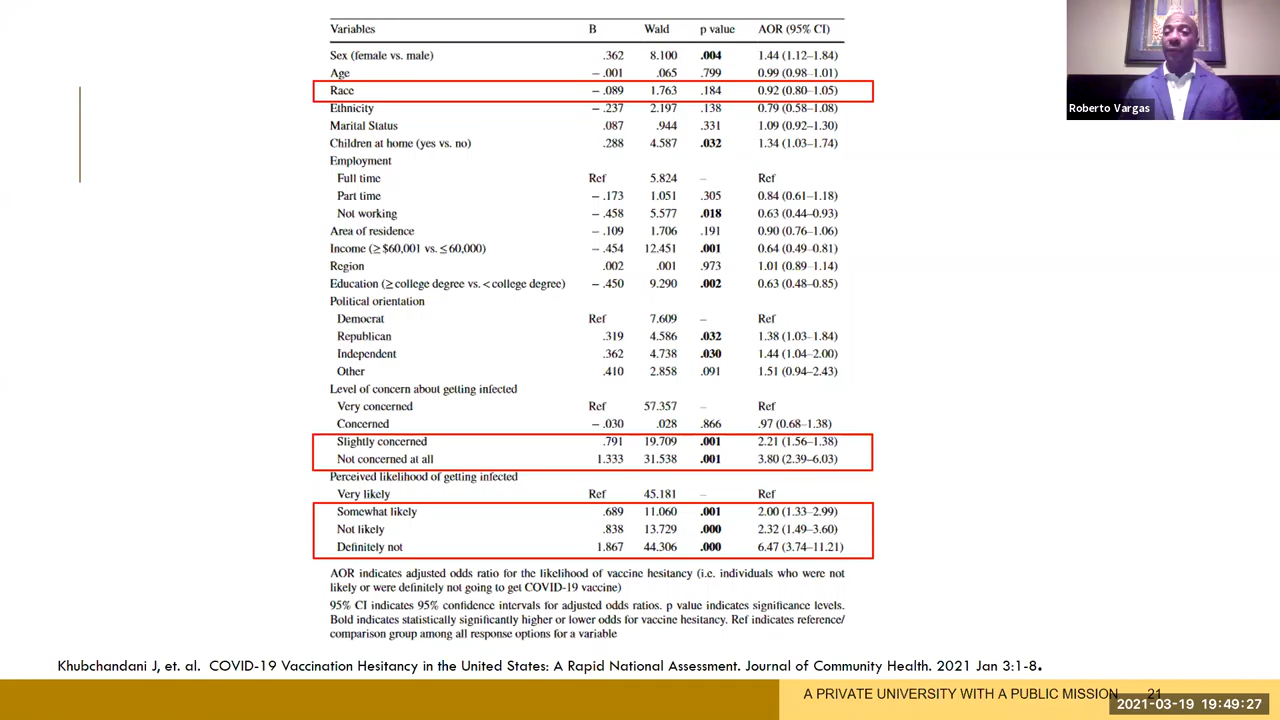 Variables B Wald p value AOR (95% CI)
Sex (female vs. male) .362 8.100 .004 1.44 (1.12–1.84)
Age – .001 .065 .799 0.99 (0.98–1.01)
Race – .089 1.763 .184 0.92 (0.80–1.05)
Ethnicity – .237 2.197 .138 0.79 (0.58–1.08)
Marital Status .087 .944 .331 1.09 (0.92–1.30)
Children at home (yes vs. no) .288 4.587 .032 1.34 (1.03–1.74)
Employment
Full time Ref 5.824 – Ref
Part time – .173 1.051 .305 0.84 (0.61–1.18)
Not working – .458 5.577 .018 0.63 (0.44–0.93)
Area of residence – .109 1.706 .191 0.90 (0.76–1.06)
Income (≥ $60,001 vs. ≤ 60,000) – .454 12.451 .001 0.64 (0.49–0.81)
Region .002 .001 .973 1.01 (0.89–1.14)
Education (≥ college degree vs. < college degree) – .450 9.290 .002 0.63 (0.48–0.85)
Political orientation
Democrat Ref 7.609 – Ref
Republican .319 4.586 .032 1.38 (1.03–1.84)
Independent .362 4.738 .030 1.44 (1.04–2.00)
Other .410 2.858 .091 1.51 (0.94–2.43)
Level of concern about getting infected
Very concerned Ref 57.357 – Ref
Concerned – .030 .028 .866 .97 (0.68–1.38)
Slightly concerned .791 19.709 .001 2.21 (1.56–1.38)
Not concerned at all 1.333 31.538 .001 3.80 (2.39–6.03)
Perceived likelihood of getting infected
Very likely Ref 45.181 – Ref
Somewhat likely .689 11.060 .001 2.00 (1.33–2.99)
Not likely .838 13.729 .000 2.32 (1.49–3.60)
Definitely not 1.867 44.306 .000 6.47 (3.74–11.21)
AOR indicates adjusted odds ratio for the likelihood of vaccine hesitancy (i.e. individuals who were not
likely or were definitely not going to get COVID-19 vaccine)
95% CI indicates 95% confidence intervals for adjusted odds ratios. p value indicates significance levels.
Bold indicates statistically significantly higher or lower odds for vaccine hesitancy. Ref indicates reference/
comparison group among all response options for a variable
Roberto Vargas
Khubchandani J, et. al. COVID-19 Vaccination Hesitancy in the United States: A Rapid National Assessment. Journal of Community Health. 2021 Jan 3:1-8.
A PRIVATE UNIVERSITY WITH A PUBLIC MISSION 21
2021-03-19 19:49:27